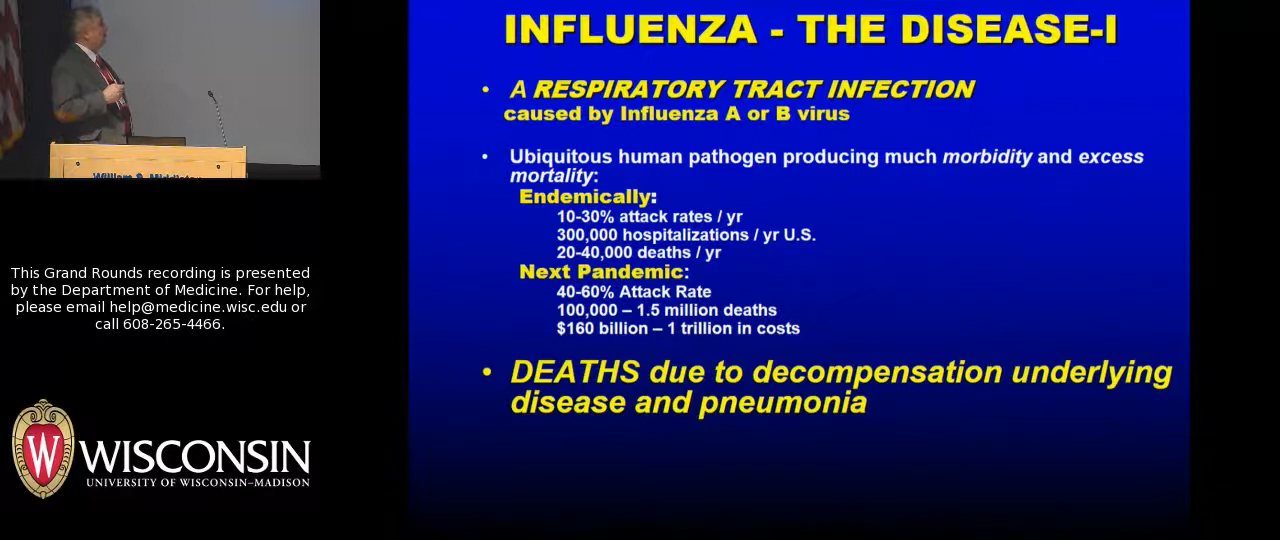 INFLUENZA - THE DISEASE-I
• A RESPIRATORY TRACT INFECTION
caused by Influenza A or B virus
• Ubiquitous human pathogen producing much morbidity and excess
mortality:
Endemically:
10-30% attack rates / yr
300,000 hospitalizations / yr U.S.
20-40,000 deaths / yr
Next Pandemic:
40-60% Attack Rate
100,000 – 1.5 million deaths
$160 billion – 1 trillion in costs
• DEATHS due to decompensation underlying
disease and pneumonia
William S. Middleton
This Grand Rounds recording is presented
by the Department of Medicine. For help,
please email help@medicine.wisc.edu or
call 608-265-4466.
W
WISCONSIN
UNIVERSITY OF WISCONSIN–MADISON